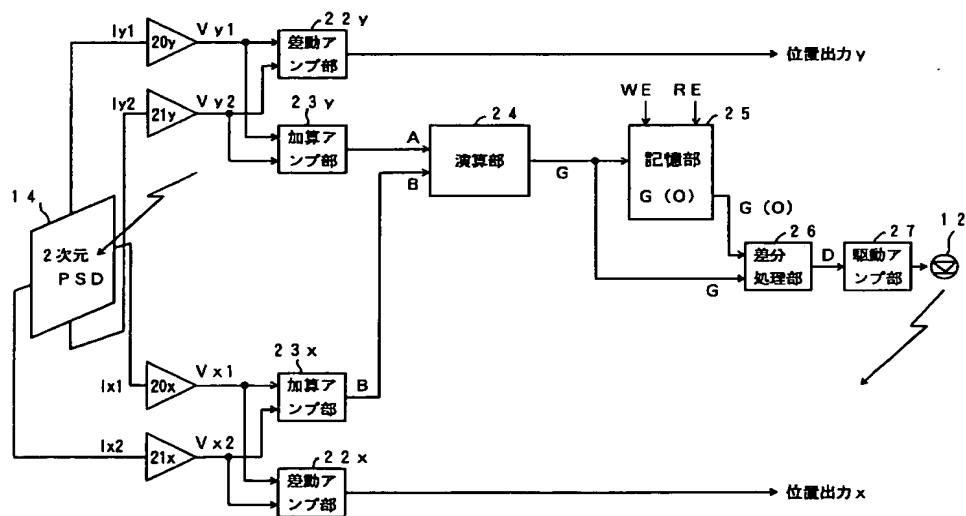 Iy1
20y
Vy1
22y
差動ア
ンプ部
位置出力y
Iy2
21y
Vy2
23y
加算ア
ンプ部
A
B
24
演算部
G
WE
RE
25
記憶部
G(O)
G(O)
26
差分
処理部
G
D
27
駆動ア
ンプ部
12
14
2次元
PSD
Ix1
20x
Vx1
23x
加算ア
ンプ部
B
Ix2
21x
Vx2
22x
差動ア
ンプ部
位置出力x